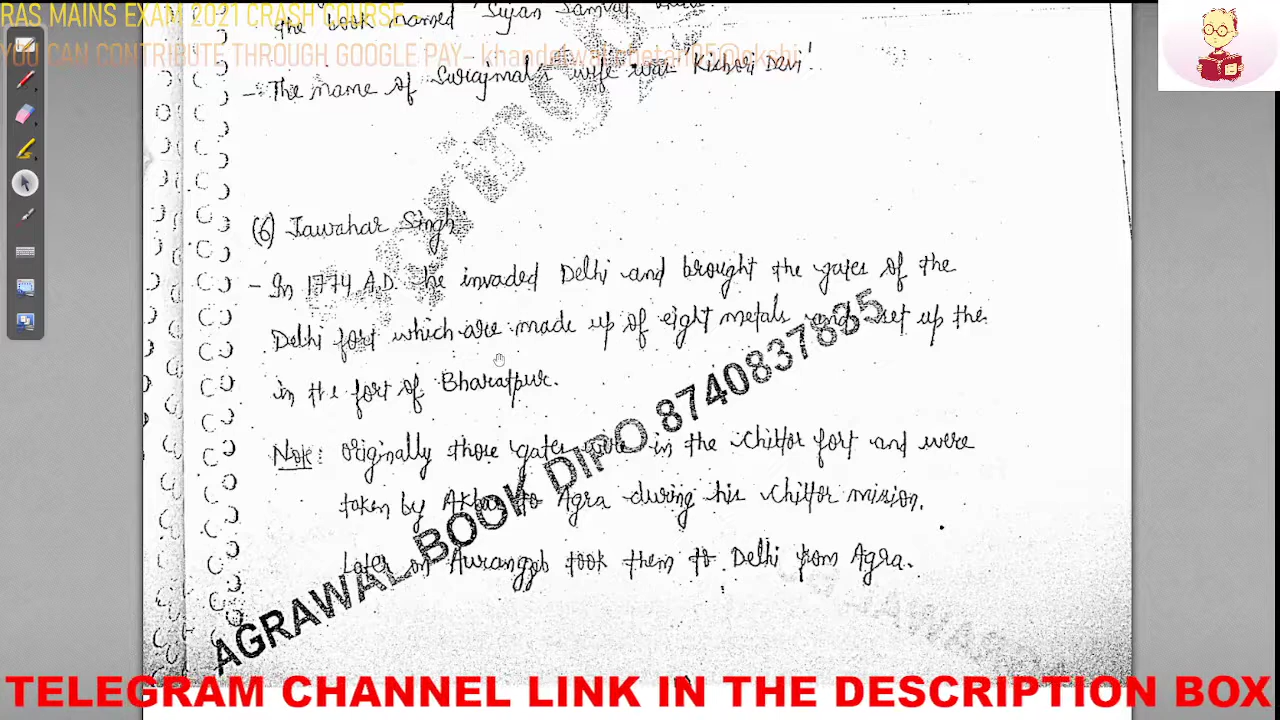 RAS MAINS EXAM 2021 CRASH COURSE
The book named Sujan
YOU CAN CONTRIBUTE THROUGH GOOGLE PAY -
- The name of Surajmal's wife was 'Kishori Devi'
(6) Jawahar Singh
- In 1774 A.D. he invaded Delhi and brought the gates of the
Delhi fort which are made up of eight metals and set up the
in the fort of Bharatpur.
Note: Originally those gates were in the Chittor fort and were
taken by Akbar to Agra during his Chittor mission.
Later on Aurangzeb took them to Delhi from Agra.
AGRAWAL BOOK DIPO 8740837885
TELEGRAM CHANNEL LINK IN THE DESCRIPTION BOX